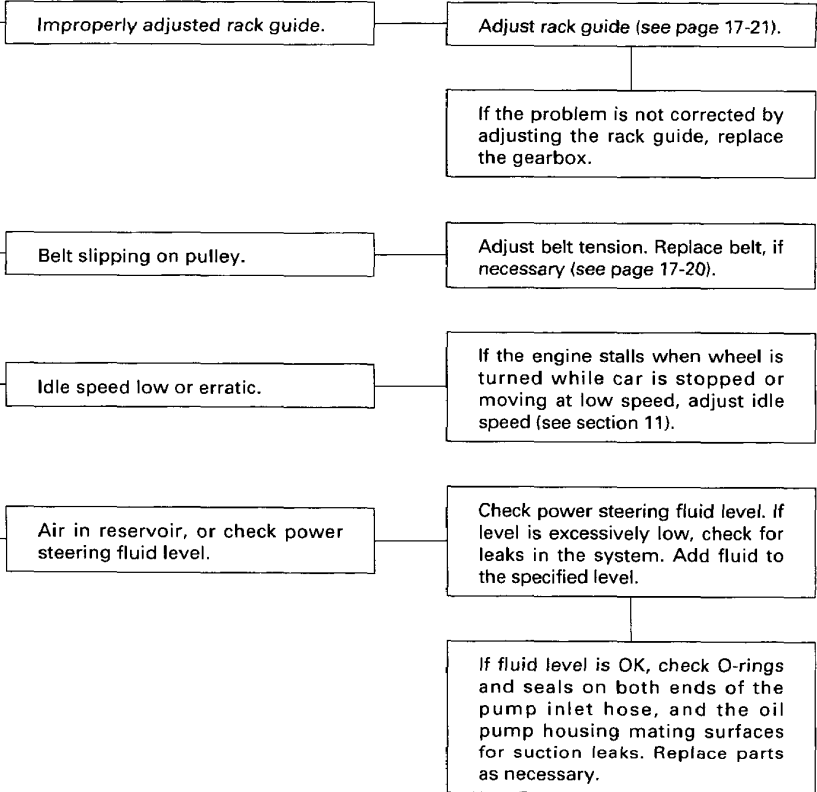 Improperly adjusted rack guide.
Adjust rack guide (see page 17-21).
If the problem is not corrected by
adjusting the rack guide, replace
the gearbox.
Belt slipping on pulley.
Adjust belt tension. Replace belt, if
necessary (see page 17-20).
Idle speed low or erratic.
If the engine stalls when wheel is
turned while car is stopped or
moving at low speed, adjust idle
speed (see section 11).
Air in reservoir, or check power
steering fluid level.
Check power steering fluid level. If
level is excessively low, check for
leaks in the system. Add fluid to
the specified level.
If fluid level is OK, check O-rings
and seals on both ends of the
pump inlet hose, and the oil
pump housing mating surfaces
for suction leaks. Replace parts
as necessary.